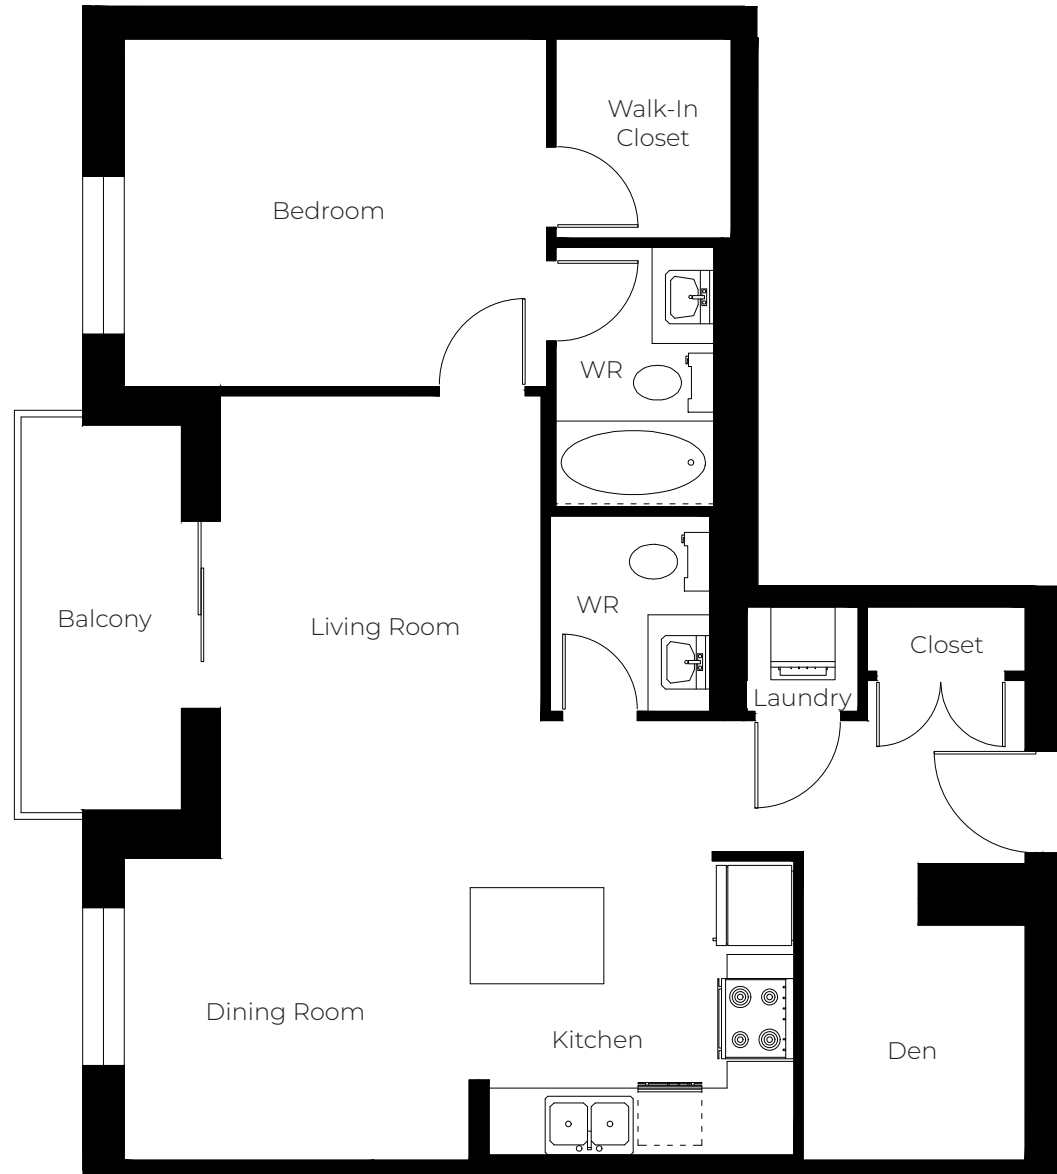 Walk-In
Closet
Bedroom
WR
WR
Balcony
Living Room
Closet
Laundry
Dining Room
Kitchen
Den